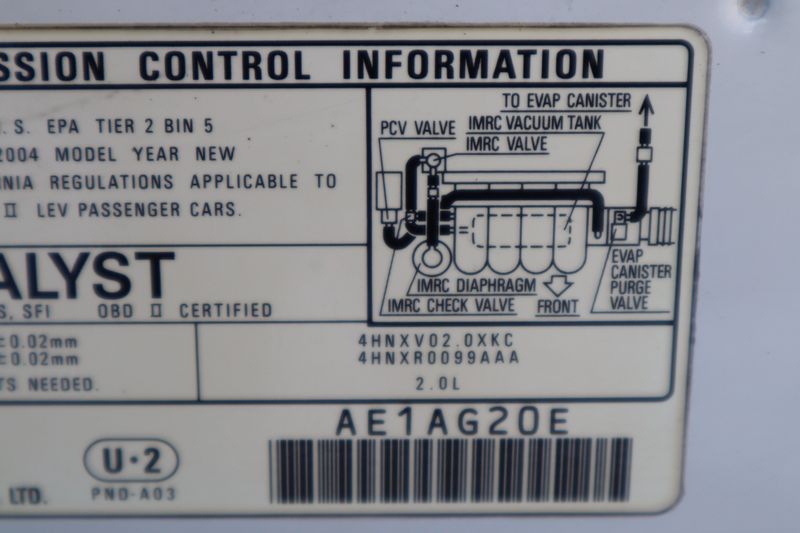 SSION CONTROL INFORMATION
.S. EPA TIER 2 BIN 5
2004 MODEL YEAR NEW
NIA REGULATIONS APPLICABLE TO
II LEV PASSENGER CARS.
TO EVAP CANISTER
PCV VALVE
IMRC VACUUM TANK
IMRC VALVE
IMRC DIAPHRAGM
IMRC CHECK VALVE
FRONT
EVAP
CANISTER
PURGE
VALVE
ALYST
S, SFI OBD II CERTIFIED
±0.02mm
±0.02mm
TS NEEDED.
4HNXV02.0XKC
4HNXR0099AAA
2.0L
AE1AG20E
U·2
PNO-A03
. LTD.